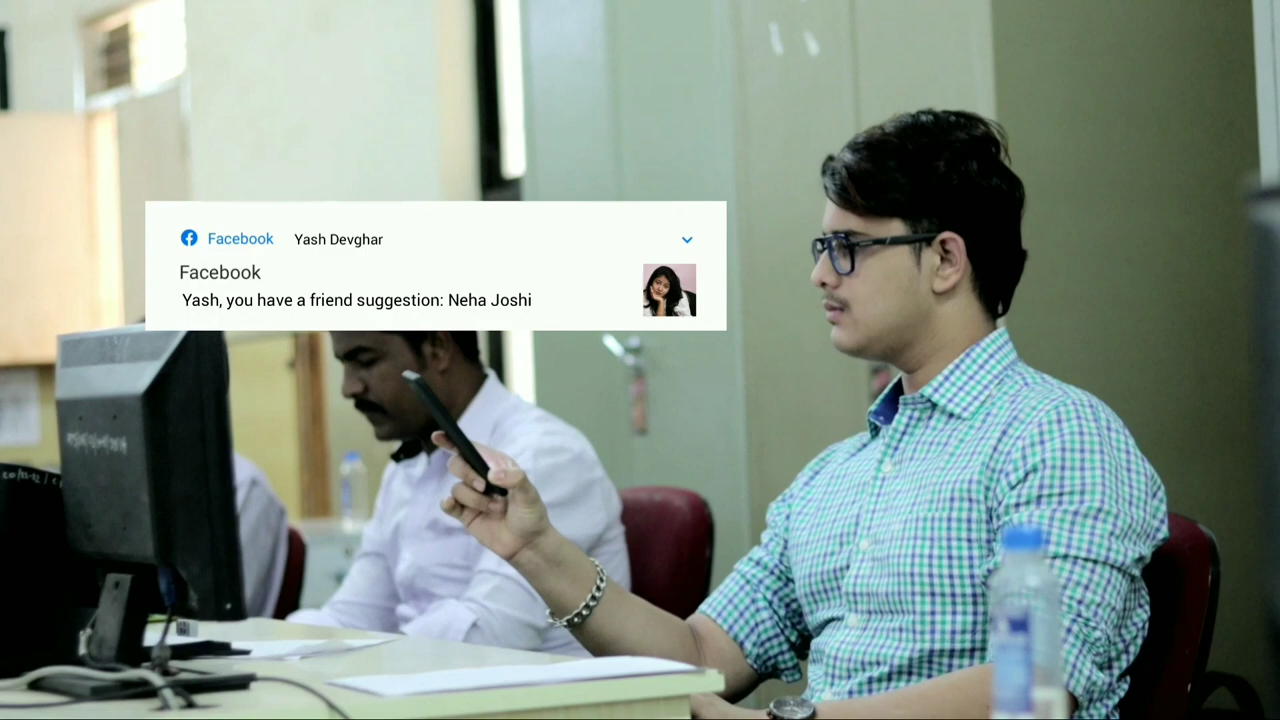 Facebook Yash Devghar
Facebook
Yash, you have a friend suggestion: Neha Joshi